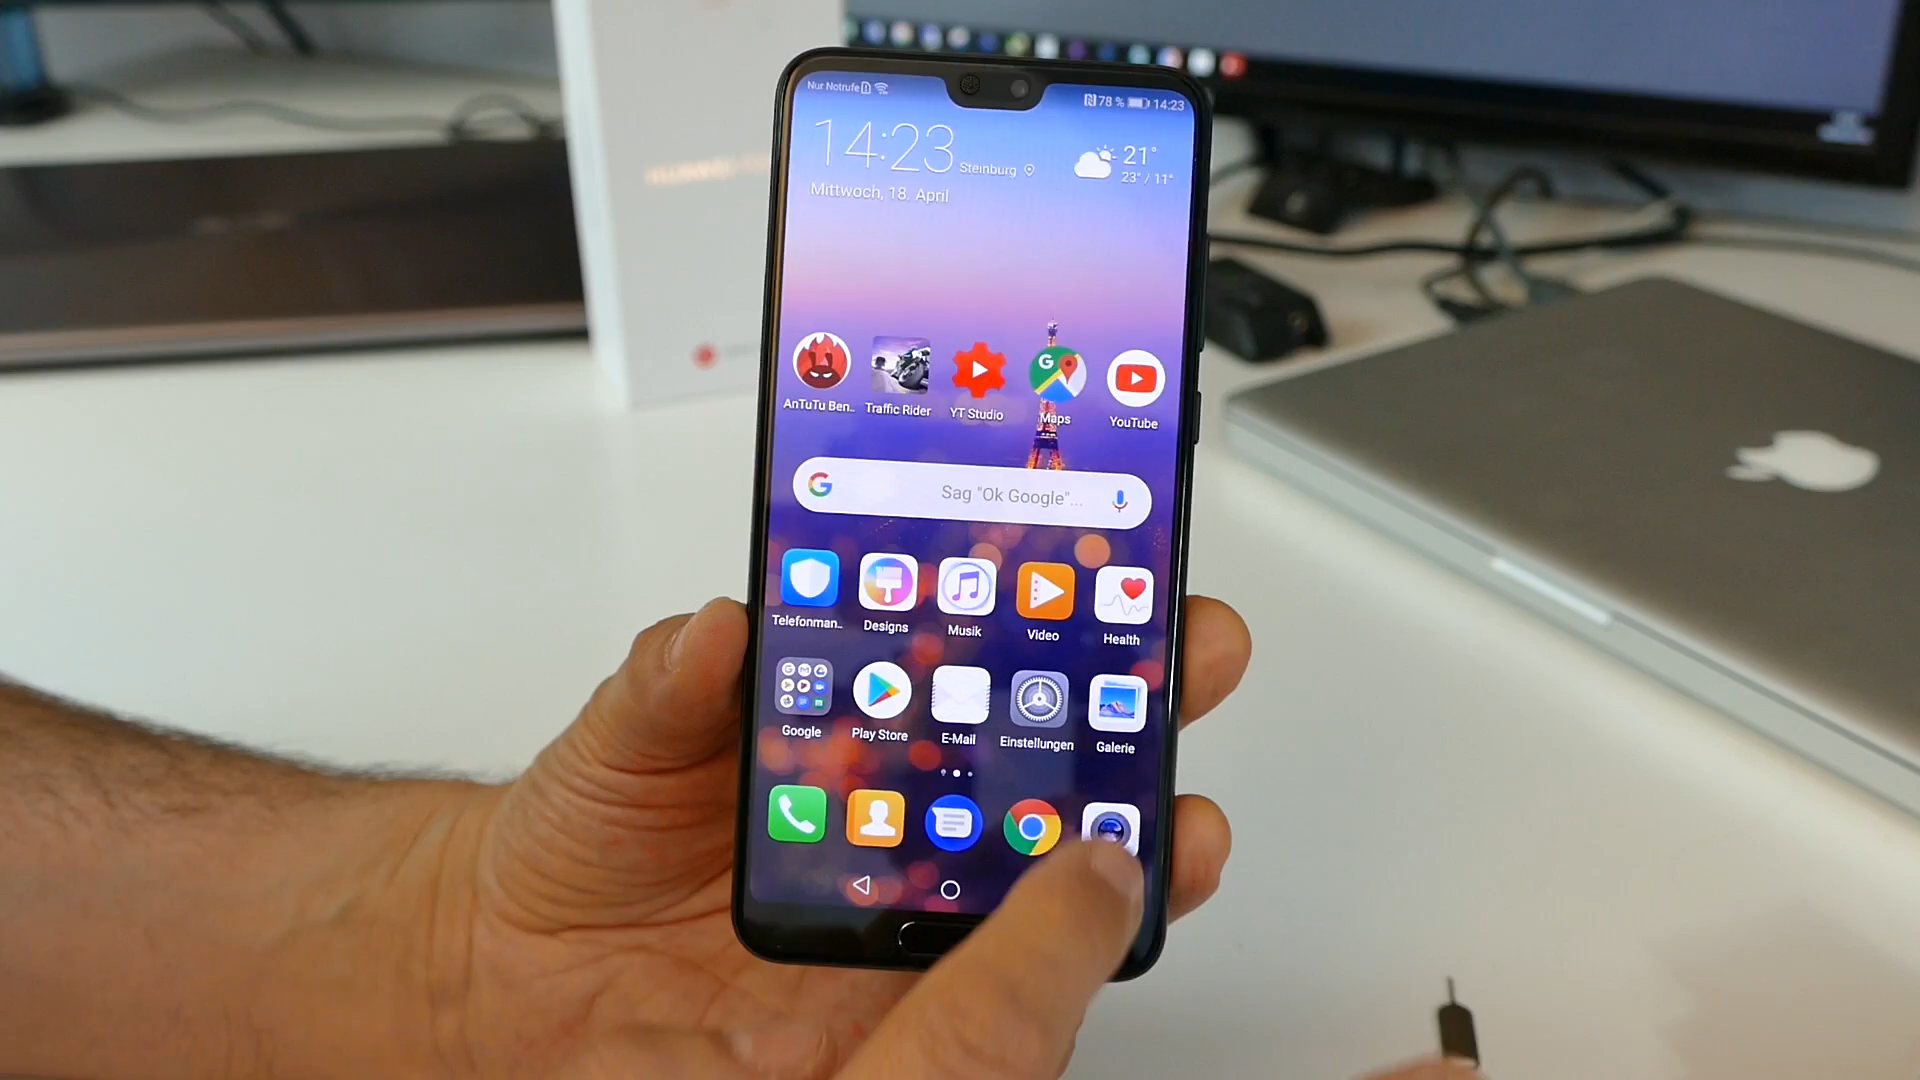 Nur Notrufe
78 % 14:23
14:23
Steinburg
21°
23° / 11°
Mittwoch, 18. April
AnTuTu Ben..
Traffic Rider
YT Studio
Maps
YouTube
Sag "Ok Google"...
Telefonman..
Designs
Musik
Video
Health
Google
Play Store
E-Mail
Einstellungen
Galerie